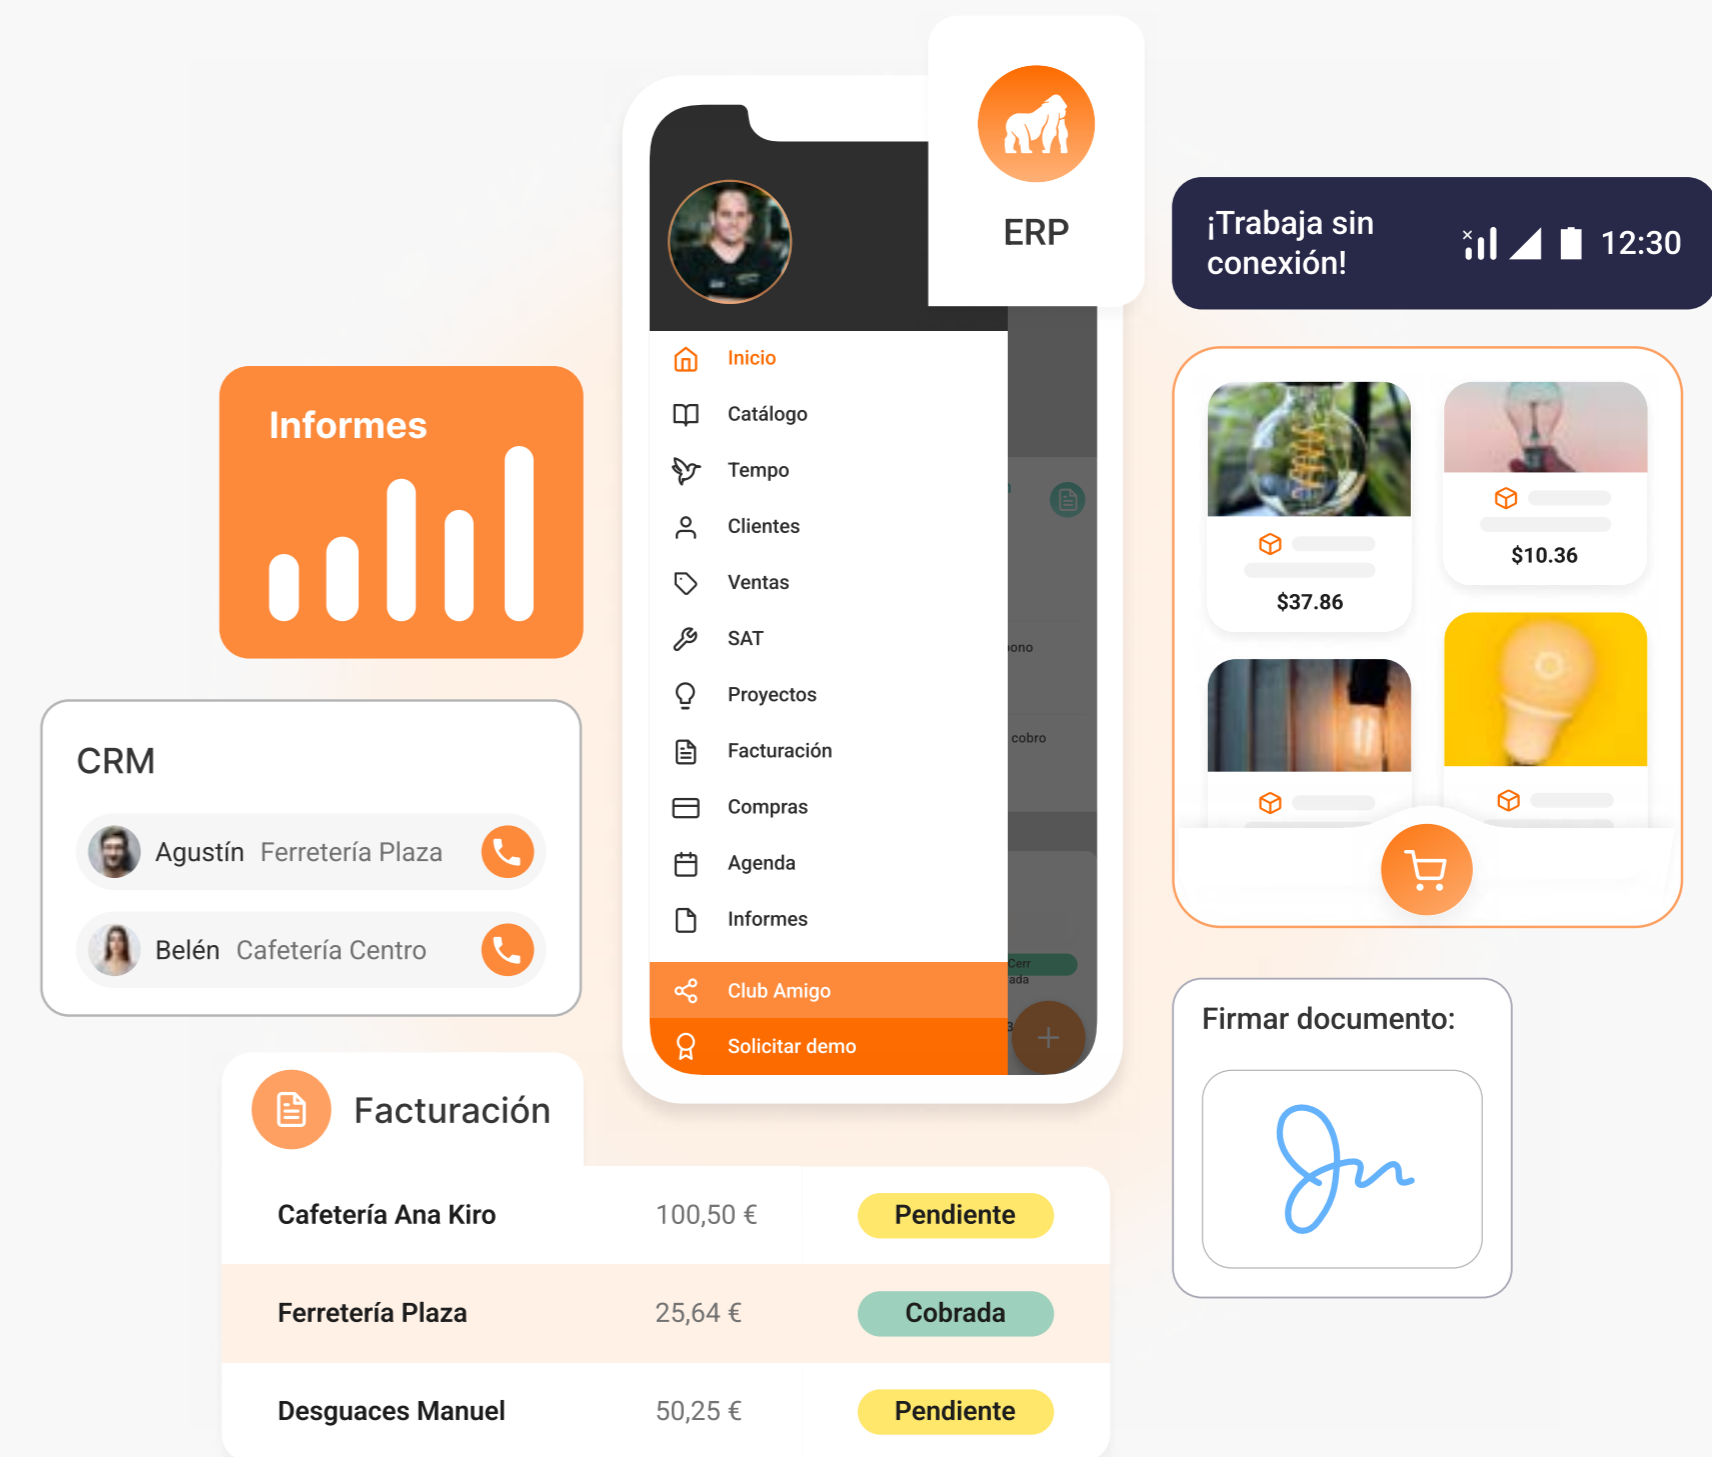 ERP
¡Trabaja sin
conexión!
12:30
Informes
Inicio
Catálogo
Tempo
Clientes
Ventas
SAT
Proyectos
Facturación
Compras
Agenda
Informes
Club Amigo
Solicitar demo
cobro
$37.86
$10.36
CRM
Agustín Ferretería Plaza
Belén Cafetería Centro
Firmar documento:
Facturación
Cafetería Ana Kiro 100,50 € Pendiente
Ferretería Plaza 25,64 € Cobrada
Desguaces Manuel 50,25 € Pendiente